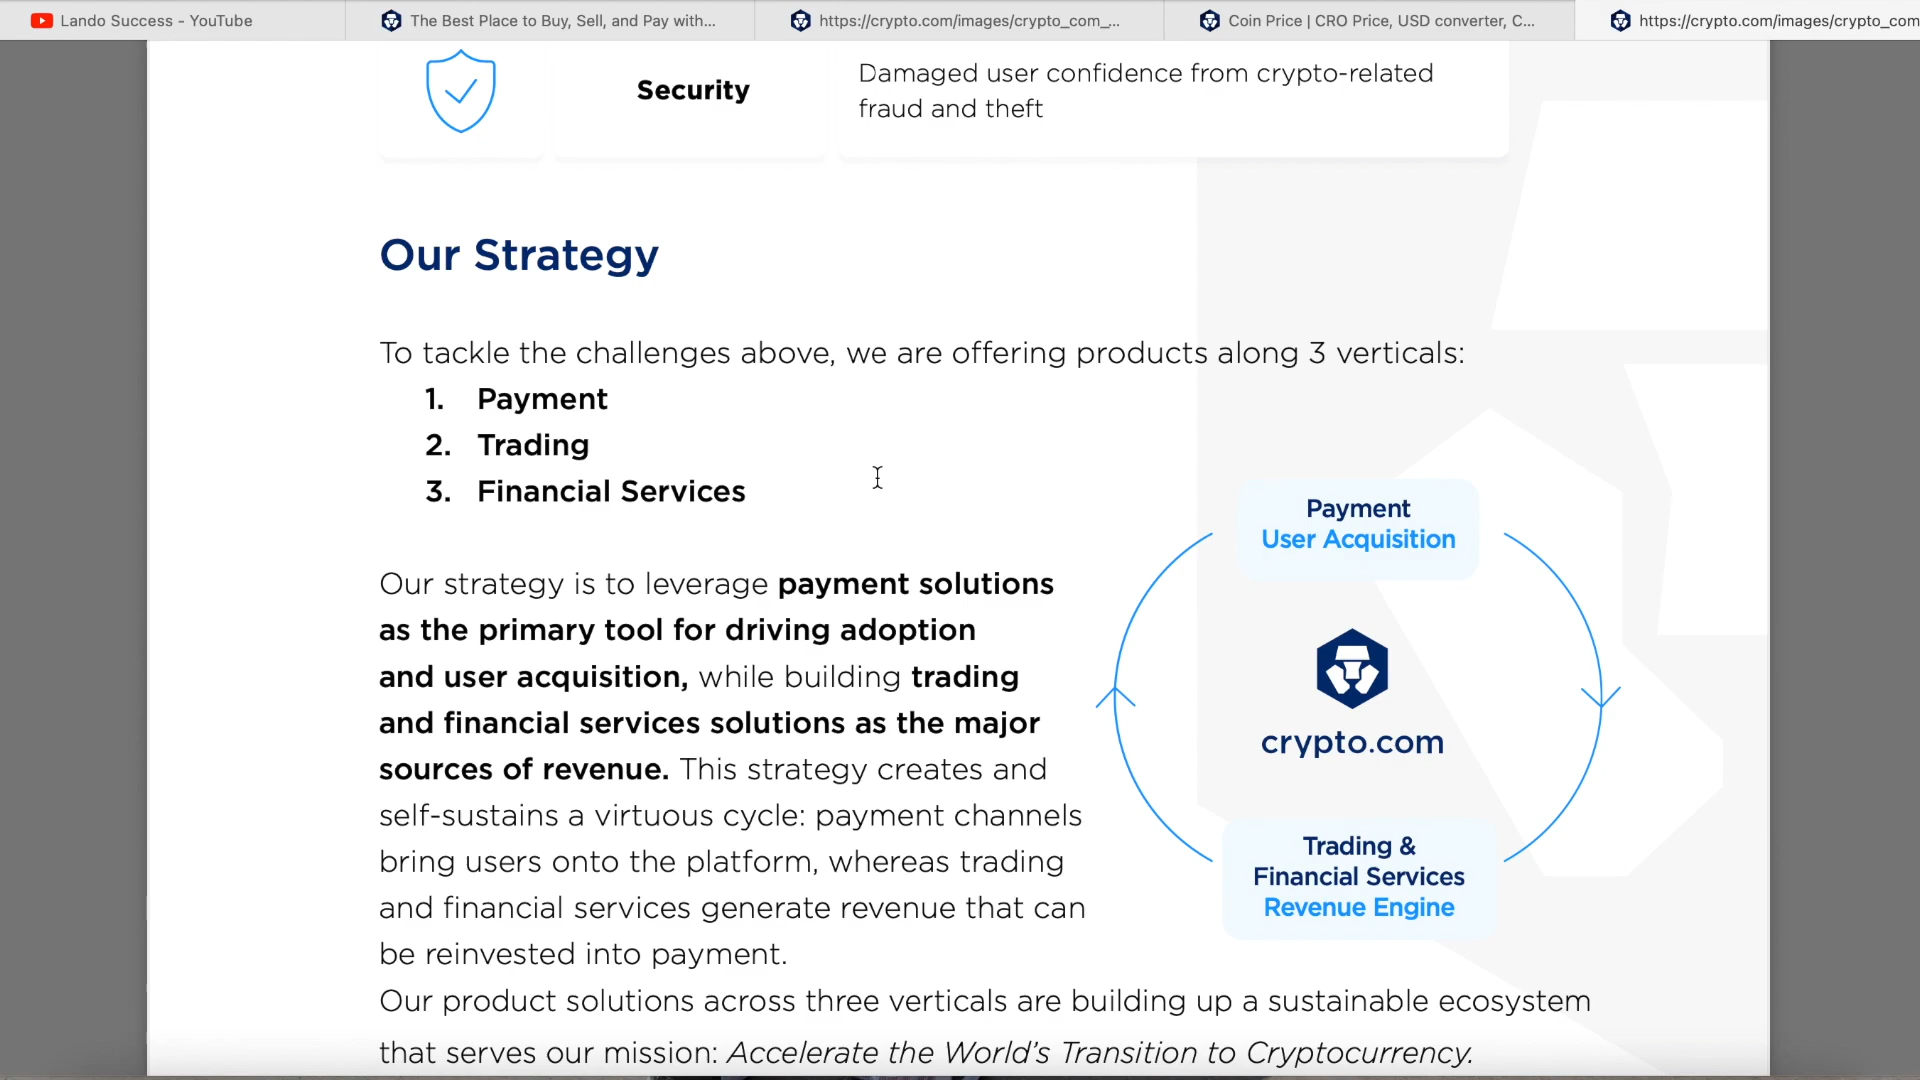 Lando Success - YouTube
The Best Place to Buy, Sell, and Pay with...
https://crypto.com/images/crypto_com_...
Coin Price | CRO Price, USD converter, C...
https://crypto.com/images/crypto_com
Security
Damaged user confidence from crypto-related
fraud and theft
Our Strategy
To tackle the challenges above, we are offering products along 3 verticals:
1. Payment
2. Trading
3. Financial Services
Our strategy is to leverage payment solutions
as the primary tool for driving adoption
and user acquisition, while building trading
and financial services solutions as the major
sources of revenue. This strategy creates and
self-sustains a virtuous cycle: payment channels
bring users onto the platform, whereas trading
and financial services generate revenue that can
be reinvested into payment.
Payment
User Acquisition
crypto.com
Trading &
Financial Services
Revenue Engine
Our product solutions across three verticals are building up a sustainable ecosystem
that serves our mission: Accelerate the World's Transition to Cryptocurrency.